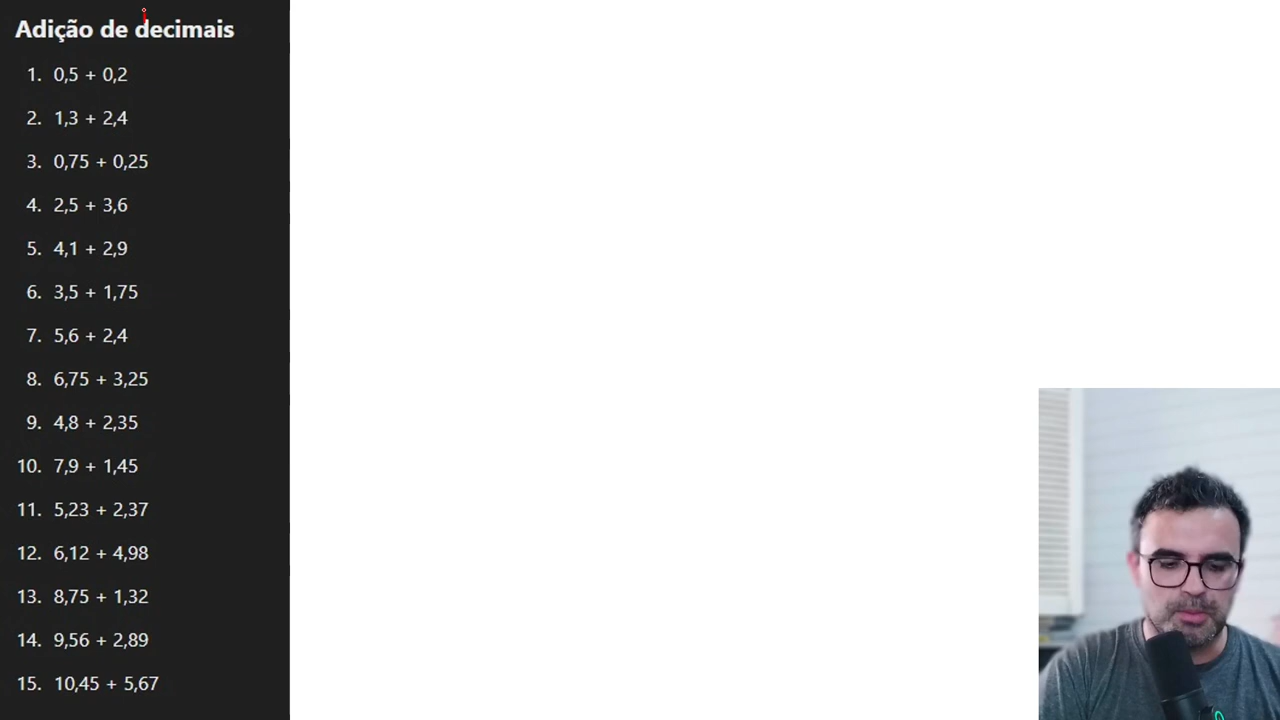 Adição de decimais
1. 0,5 + 0,2
2. 1,3 + 2,4
3. 0,75 + 0,25
4. 2,5 + 3,6
5. 4,1 + 2,9
6. 3,5 + 1,75
7. 5,6 + 2,4
8. 6,75 + 3,25
9. 4,8 + 2,35
10. 7,9 + 1,45
11. 5,23 + 2,37
12. 6,12 + 4,98
13. 8,75 + 1,32
14. 9,56 + 2,89
15. 10,45 + 5,67